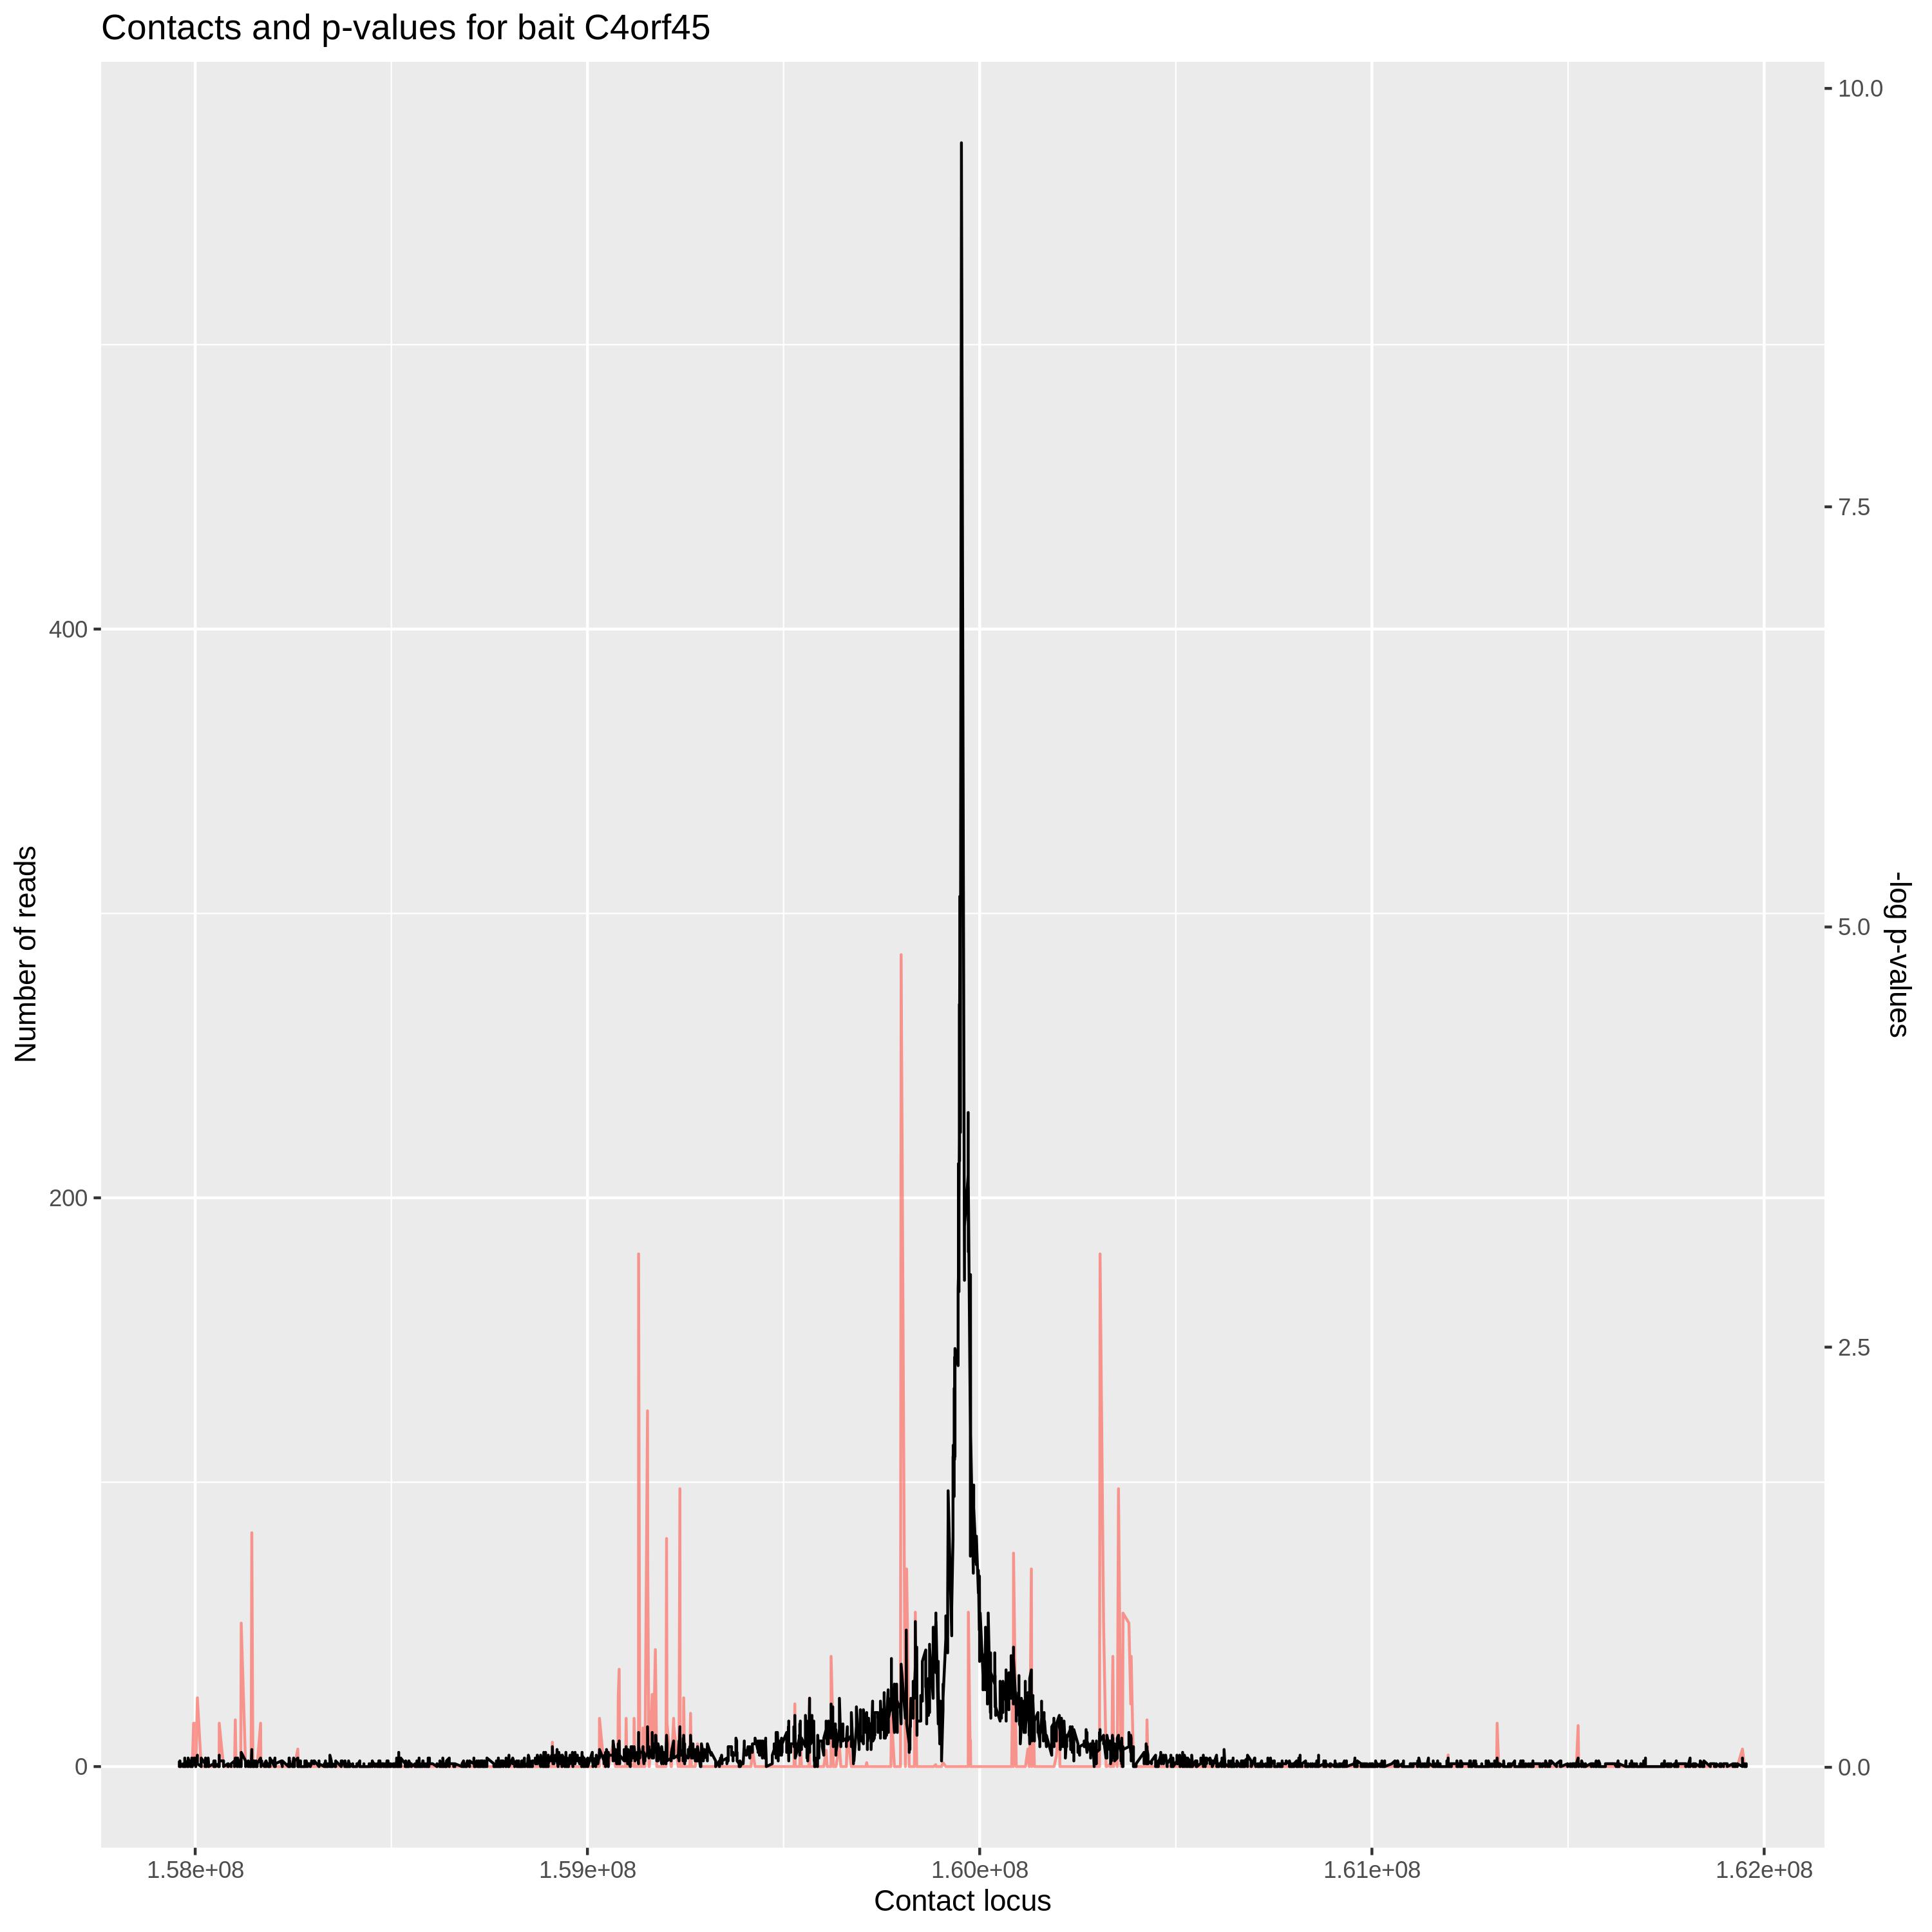 Contacts and p-values for bait C4orf45
Number of reads
400
200
0
10.0
7.5
5.0
2.5
0.0
-log p-values
1.58e+08 1.59e+08 1.60e+08 1.61e+08 1.62e+08
Contact locus